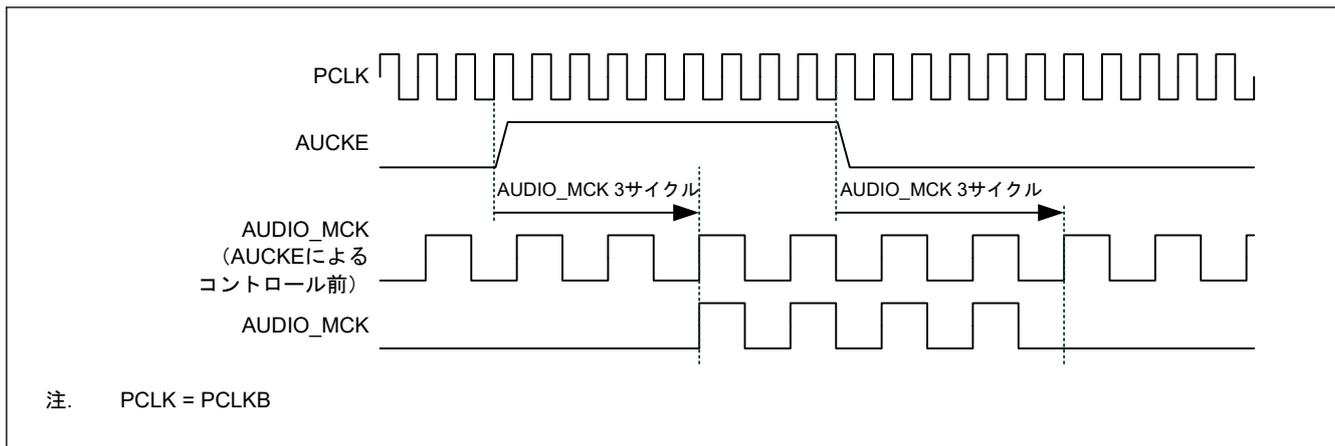 PCLK
AUCKE
AUDIO_MCK 3サイクル
AUDIO_MCK 3サイクル
AUDIO_MCK
（AUCKEによる
コントロール前）
AUDIO_MCK
注. PCLK = PCLKB